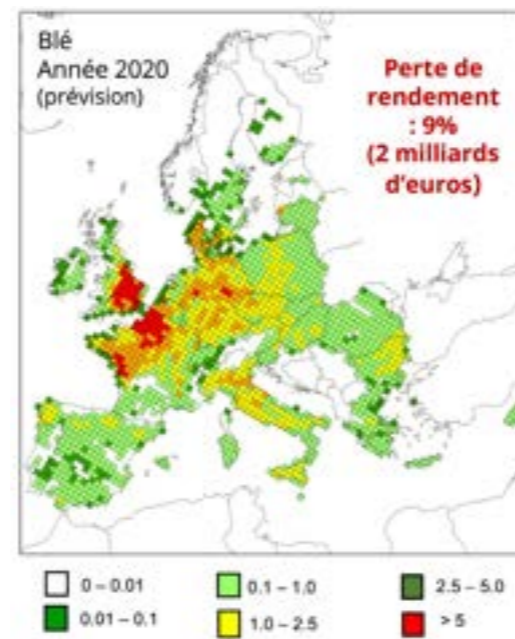 Blé
Année 2020
(prévision)
Perte de
rendement
: 9%
(2 milliards
d'euros)
0 – 0.01
0.01 – 0.1
0.1 – 1.0
1.0 – 2.5
2.5 – 5.0
> 5